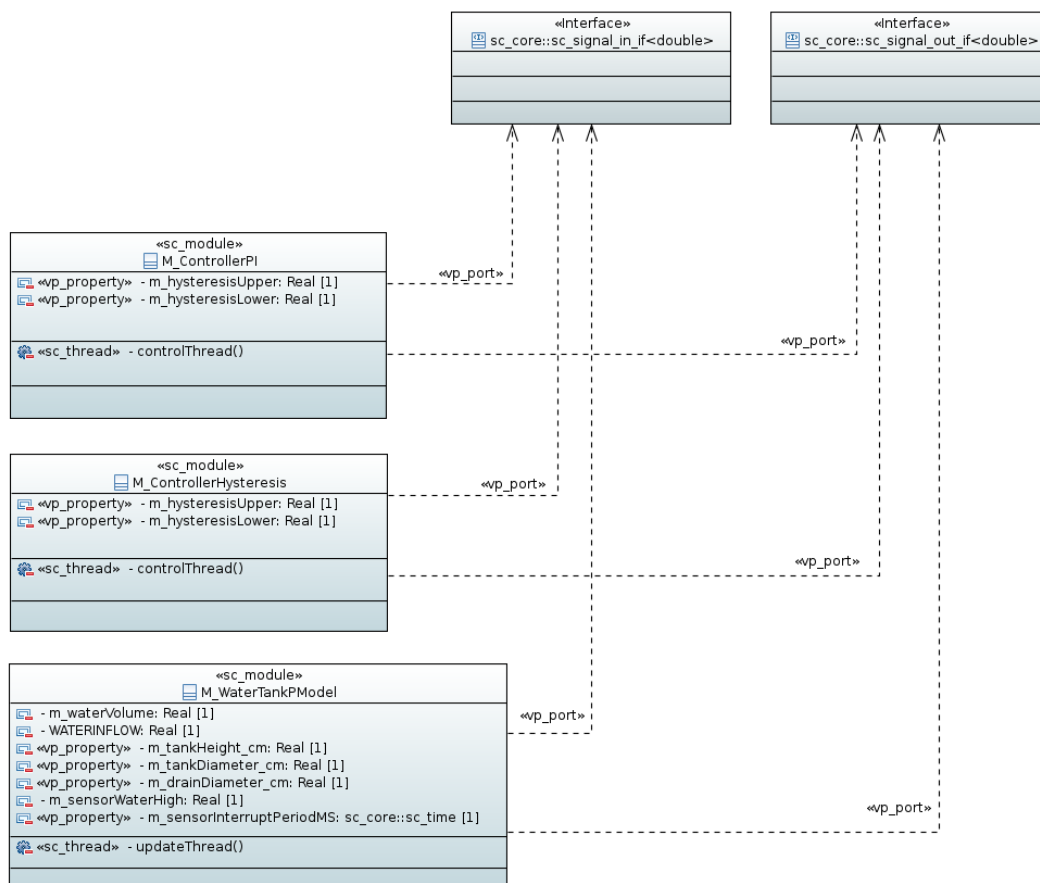 «Interface»
sc_core::sc_signal_in_if<double>
«Interface»
sc_core::sc_signal_out_if<double>
«sc_module»
M_ControllerPI
«vp_property» - m_hysteresisUpper: Real [1]
«vp_property» - m_hysteresisLower: Real [1]
«sc_thread» - controlThread()
«vp_port»
«vp_port»
«sc_module»
M_ControllerHysteresis
«vp_property» - m_hysteresisUpper: Real [1]
«vp_property» - m_hysteresisLower: Real [1]
«sc_thread» - controlThread()
«vp_port»
«vp_port»
«sc_module»
M_WaterTankPModel
- m_waterVolume: Real [1]
- WATERINFLOW: Real [1]
«vp_property» - m_tankHeight_cm: Real [1]
«vp_property» - m_tankDiameter_cm: Real [1]
«vp_property» - m_drainDiameter_cm: Real [1]
- m_sensorWaterHigh: Real [1]
«vp_property» - m_sensorInterruptPeriodMS: sc_core::sc_time [1]
«sc_thread» - updateThread()
«vp_port»
«vp_port»